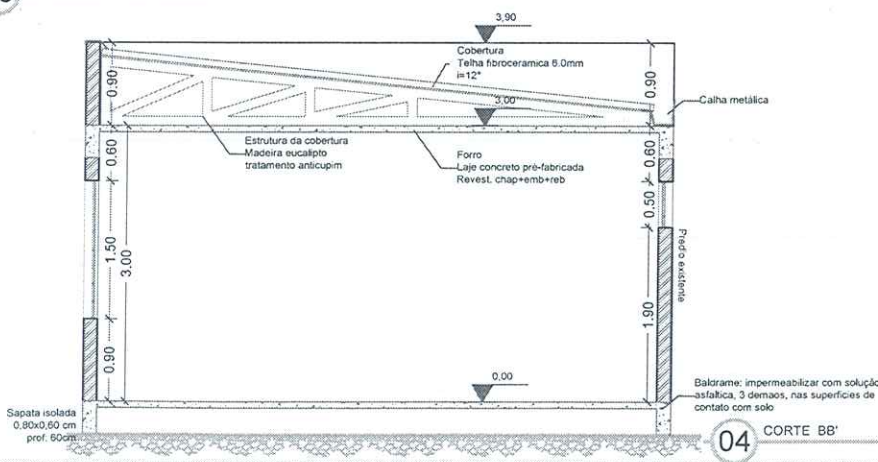 3,90
Cobertura
Telha fibroceramica 6.0mm
i=12°
0.90
0.90
3,00
Calha metálica
Estrutura da cobertura
Madeira eucalipto
tratamento anticupim
Forro
Laje concreto pré-fabricada
Revest. chap+emb+reb
0.60
0.60
0.50
1.50
3.00
Predio existente
1.90
0.90
0,00
Sapata isolada
0,80x0,60 cm
prof. 60cm
Baldrame: impermeabilizar com solução
asfaltica, 3 demaos, nas superficies de
contato com solo
04 CORTE BB'